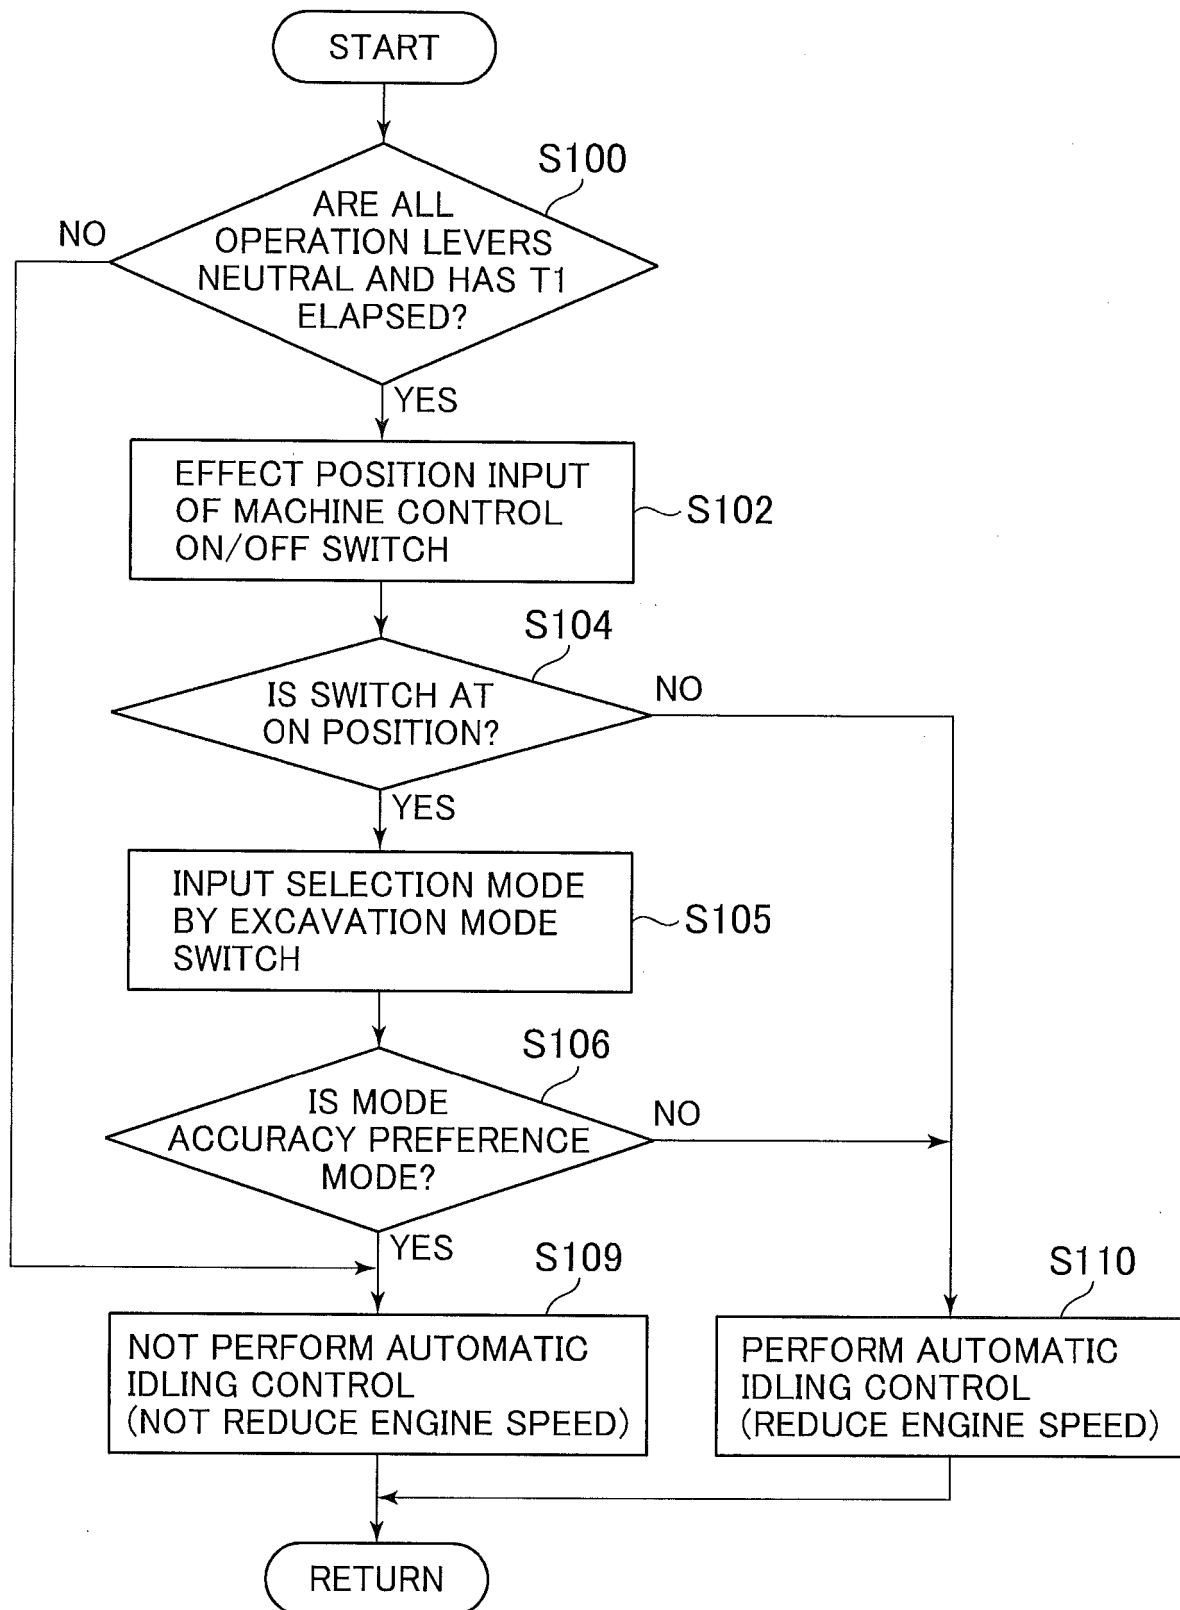 START
S100
ARE ALL
OPERATION LEVERS
NEUTRAL AND HAS T1
ELAPSED?
NO
YES
EFFECT POSITION INPUT
OF MACHINE CONTROL
ON/OFF SWITCH
S102
S104
IS SWITCH AT
ON POSITION?
NO
YES
INPUT SELECTION MODE
BY EXCAVATION MODE
SWITCH
S105
S106
IS MODE
ACCURACY PREFERENCE
MODE?
NO
YES
S109
NOT PERFORM AUTOMATIC
IDLING CONTROL
(NOT REDUCE ENGINE SPEED)
S110
PERFORM AUTOMATIC
IDLING CONTROL
(REDUCE ENGINE SPEED)
RETURN